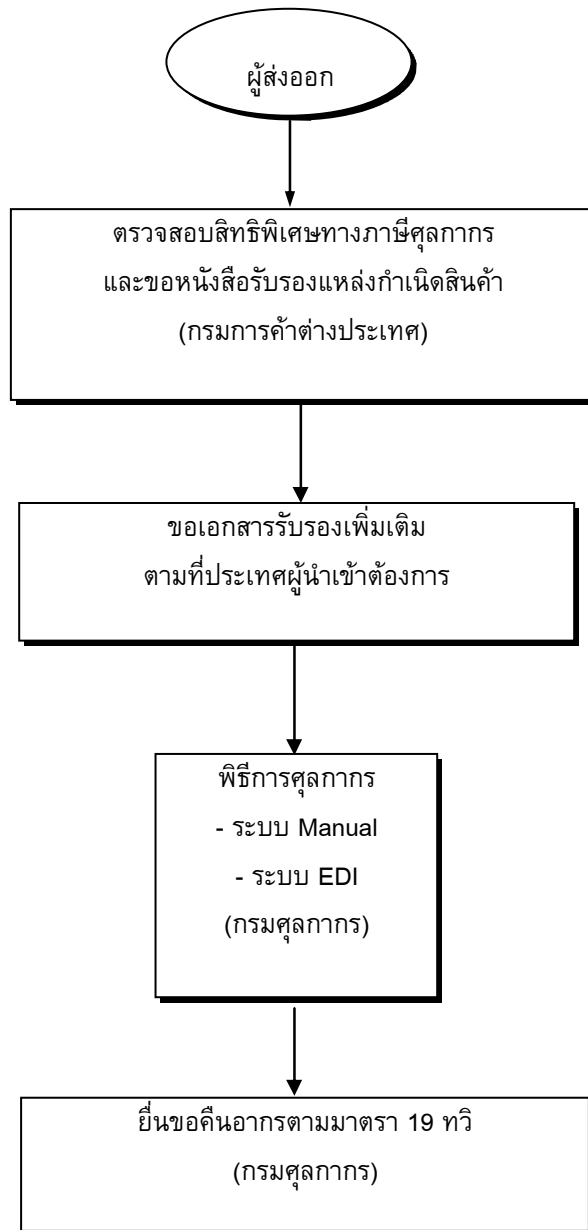 ผู้ส่งออก
ตรวจสอบสิทธิพิเศษทางภาษีศุลกากร
และขอหนังสือรับรองแหล่งกำเนิดสินค้า
(กรมการค้าต่างประเทศ)
ขอเอกสารรับรองเพิ่มเติม
ตามที่ประเทศผู้นำเข้าต้องการ
พิธีการศุลกากร
- ระบบ Manual
- ระบบ EDI
(กรมศุลกากร)
ยื่นขอคืนอากรตามมาตรา 19 ทวิ
(กรมศุลกากร)